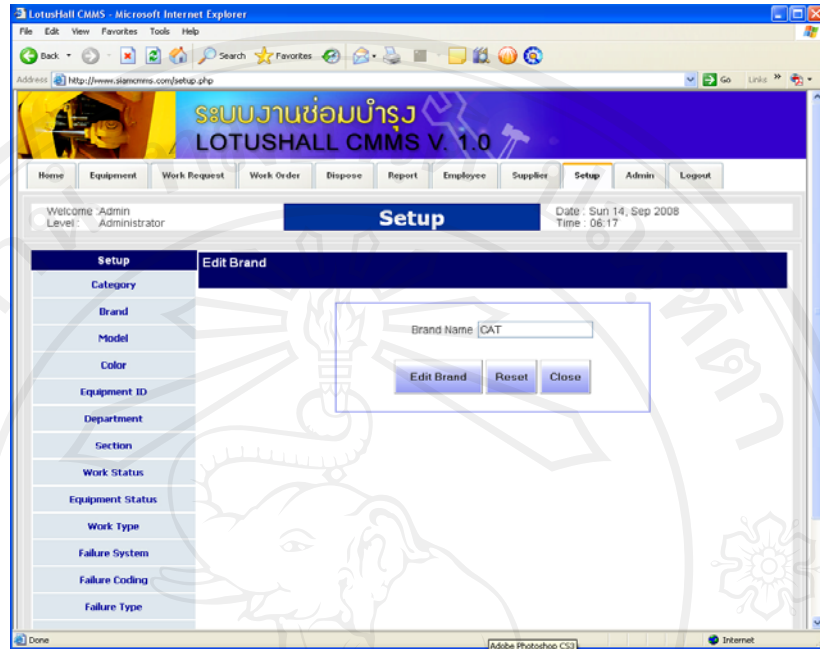 LotusHall CMMS - Microsoft Internet Explorer
File Edit View Favorites Tools Help
Back Search Favorites
Address http://www.siamcmms.com/setup.php Go Links »
ระบบงานซ่อมบำรุง
LOTUSHALL CMMS V. 1.0
Home Equipment Work Request Work Order Dispose Report Employee Supplier Setup Admin Logout
Welcome :Admin
Level : Administrator
Setup
Date : Sun 14, Sep 2008
Time : 06:17
Setup
Category
Brand
Model
Color
Equipment ID
Department
Section
Work Status
Equipment Status
Work Type
Failure System
Failure Coding
Failure Type
Edit Brand
Brand Name CAT
Edit Brand Reset Close
Done Internet
Adobe Photoshop CS3